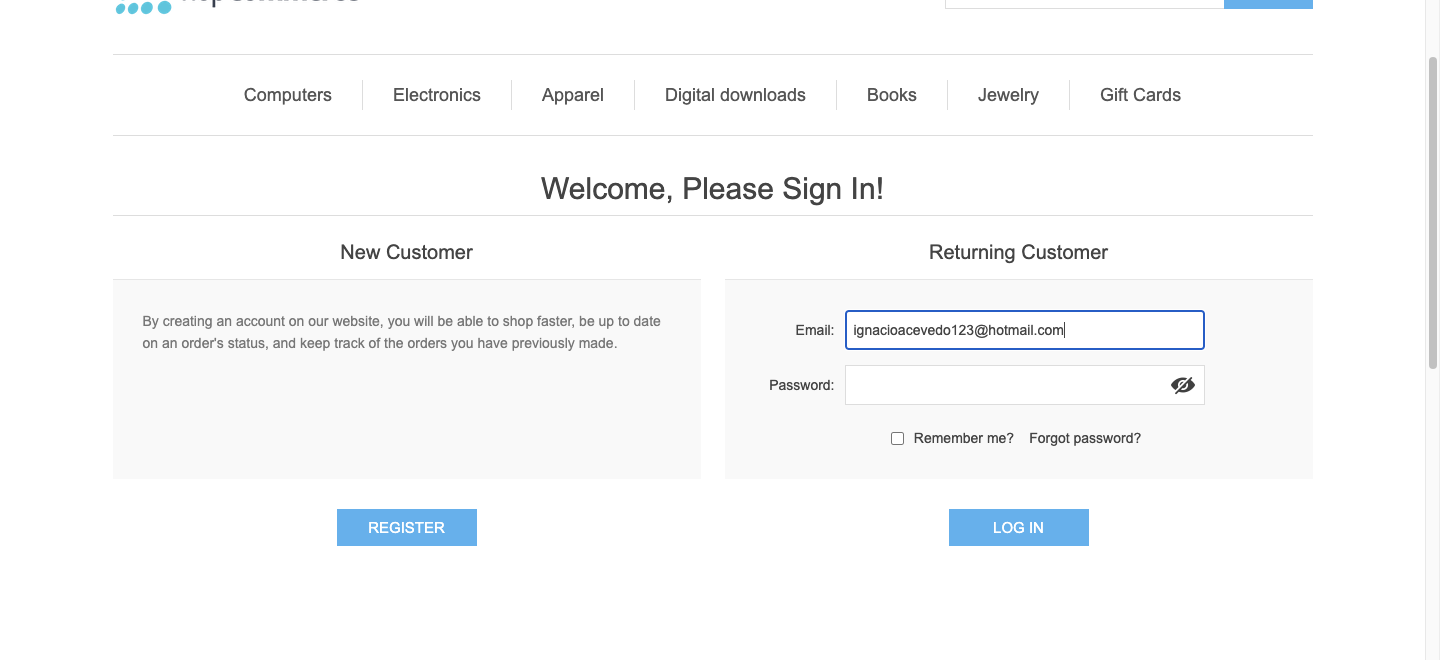 Computers
Electronics
Apparel
Digital downloads
Books
Jewelry
Gift Cards
Welcome, Please Sign In!
New Customer
By creating an account on our website, you will be able to shop faster, be up to date
on an order's status, and keep track of the orders you have previously made.
REGISTER
Returning Customer
Email:
ignacioacevedo123@hotmail.com
Password:
Remember me?
Forgot password?
LOG IN